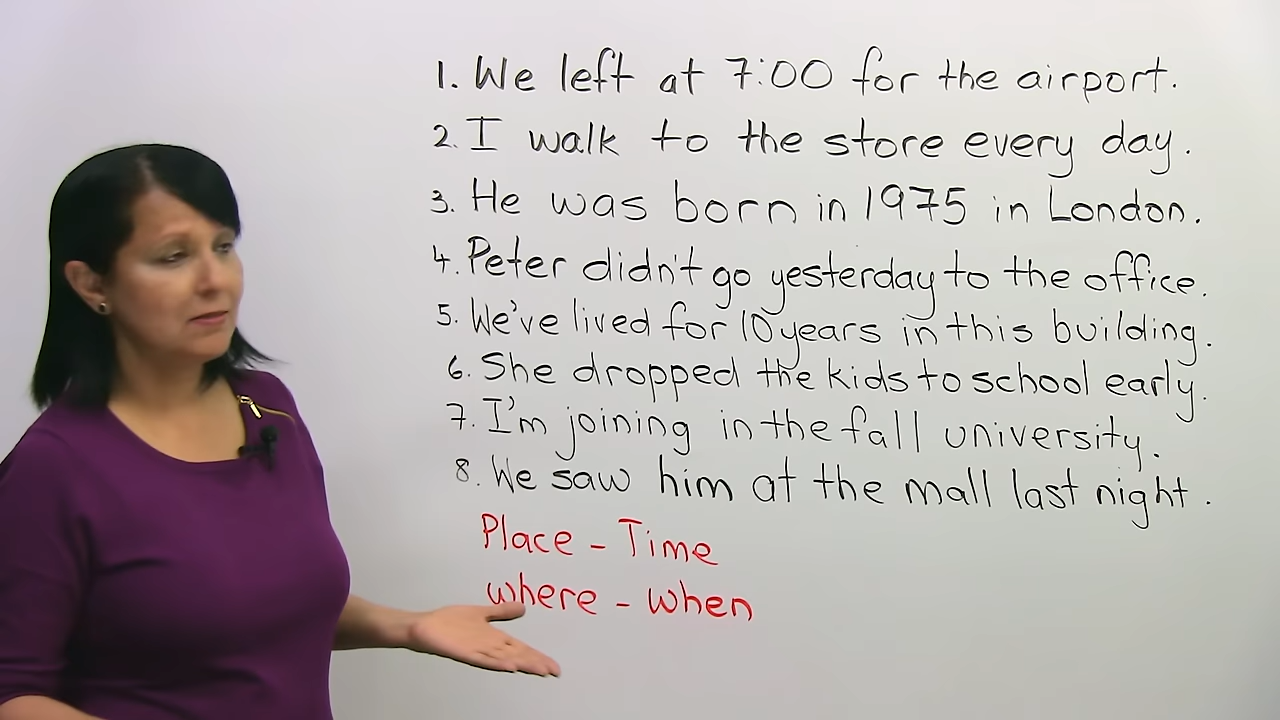 1. We left at 7:00 for the airport.
2. I walk to the store every day.
3. He was born in 1975 in London.
4. Peter didn't go yesterday to the office.
5. We've lived for 10 years in this building.
6. She dropped the kids to school early.
7. I'm joining in the fall university.
8. We saw him at the mall last night.
Place - Time
where - when